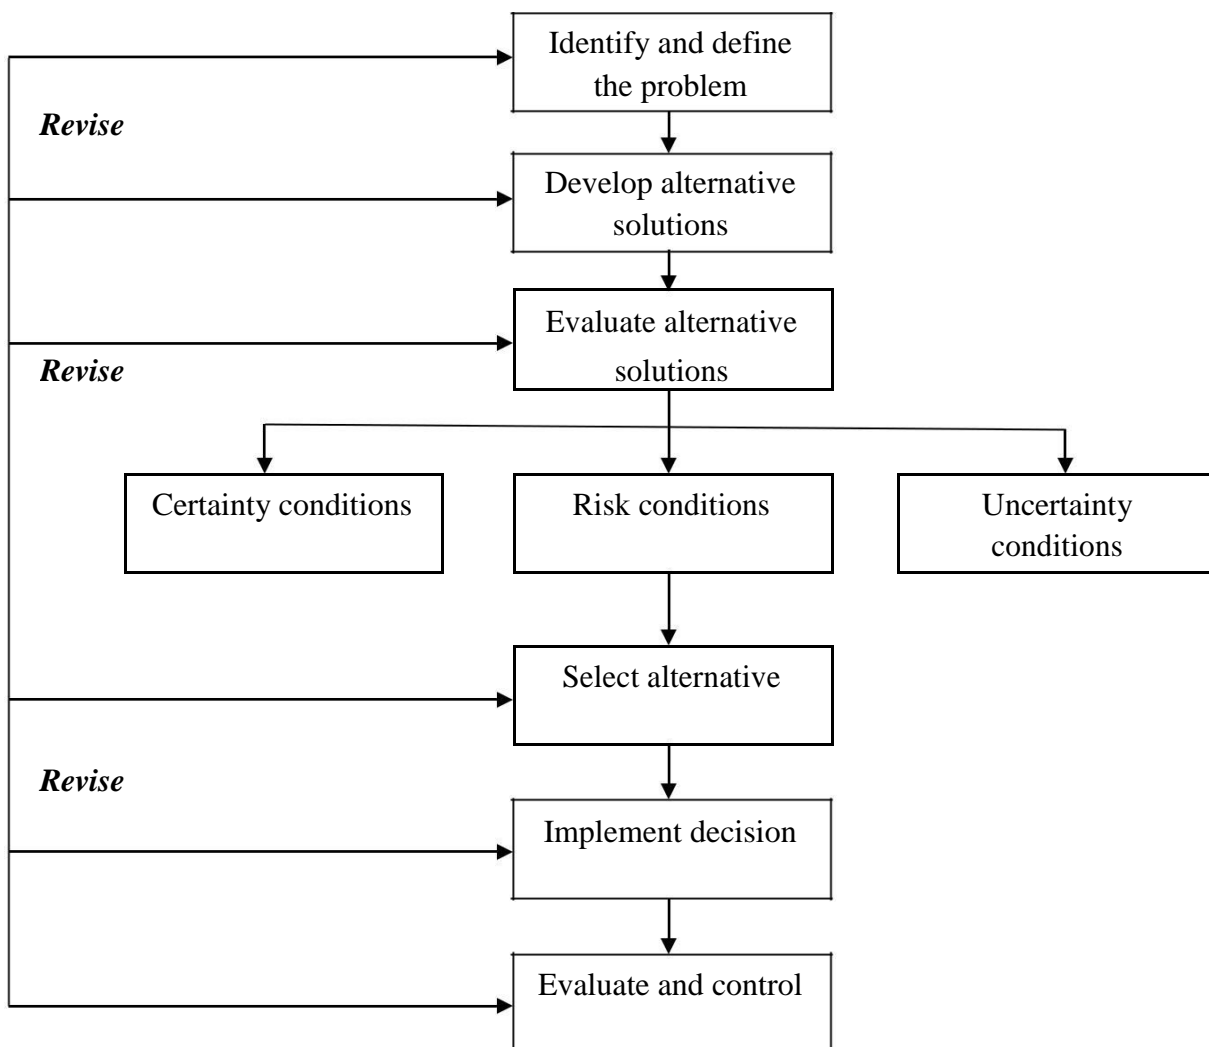 Identify and define
the problem
Revise
Develop alternative
solutions
Evaluate alternative
solutions
Revise
Certainty conditions
Risk conditions
Uncertainty
conditions
Select alternative
Revise
Implement decision
Evaluate and control